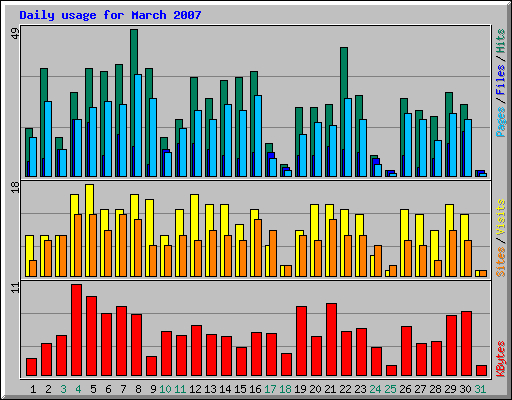 Daily usage for March 2007
49
Pages / Files / Hits
18
Sites / Visits
11
KBytes
1 2 3 4 5 6 7 8 9 10 11 12 13 14 15 16 17 18 19 20 21 22 23 24 25 26 27 28 29 30 31